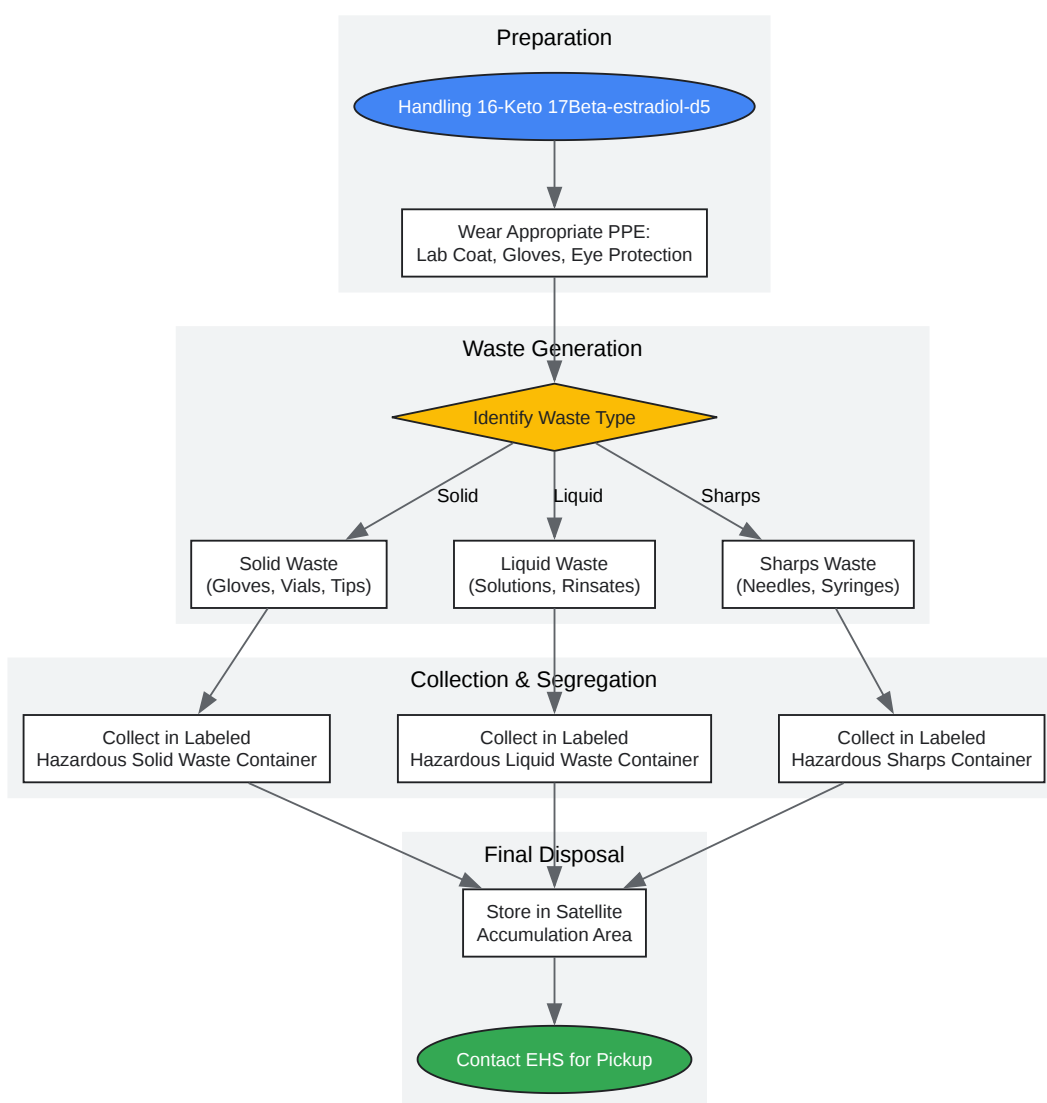 Preparation
Handling 16-Keto 17Beta-estradiol-d5
Wear Appropriate PPE:
Lab Coat, Gloves, Eye Protection
Waste Generation
Identify Waste Type
Solid
Liquid
Sharps
Solid Waste
(Gloves, Vials, Tips)
Liquid Waste
(Solutions, Rinsates)
Sharps Waste
(Needles, Syringes)
Collection & Segregation
Collect in Labeled
Hazardous Solid Waste Container
Collect in Labeled
Hazardous Liquid Waste Container
Collect in Labeled
Hazardous Sharps Container
Final Disposal
Store in Satellite
Accumulation Area
Contact EHS for Pickup